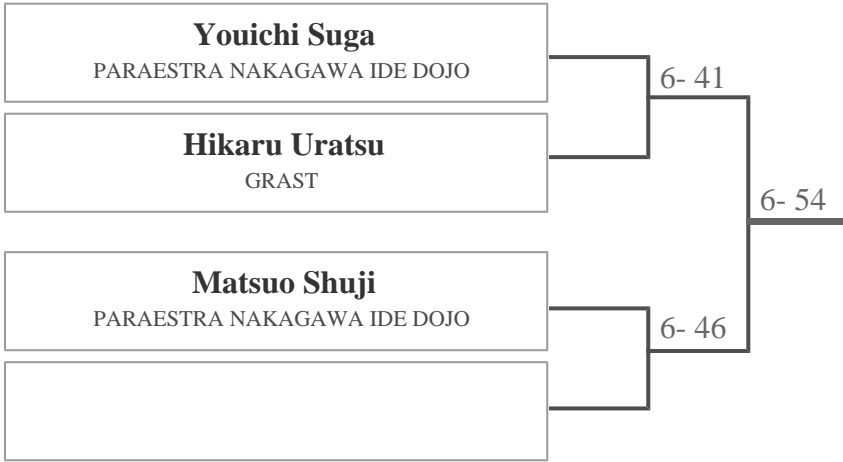 Youichi Suga
PARAESTRA NAKAGAWA IDE DOJO
6- 41
Hikaru Uratsu
GRAST
6- 54
Matsuo Shuji
PARAESTRA NAKAGAWA IDE DOJO
6- 46